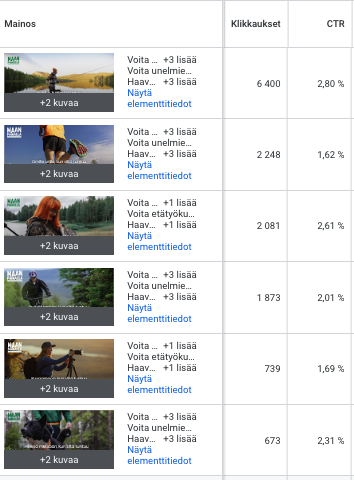 Mainos Klikkaukset CTR
Voita ... +3 lisää
Voita unelmie...
Haav... +3 lisää
Näytä
elementtitiedot
+2 kuvaa
6 400 2,80 %
Voita ... +3 lisää
Voita unelmie...
Haav... +3 lisää
Näytä
elementtitiedot
+2 kuvaa
2 248 1,62 %
Voita ... +1 lisää
Voita etätyöku...
Haav... +1 lisää
Näytä
elementtitiedot
+2 kuvaa
2 081 2,61 %
Voita ... +3 lisää
Voita unelmie...
Haav... +3 lisää
Näytä
elementtitiedot
+2 kuvaa
1 873 2,01 %
Voita ... +1 lisää
Voita etätyöku...
Haav... +1 lisää
Näytä
elementtitiedot
+2 kuvaa
739 1,69 %
Voita ... +3 lisää
Voita unelmie...
Haav... +3 lisää
Näytä
elementtitiedot
+2 kuvaa
673 2,31 %